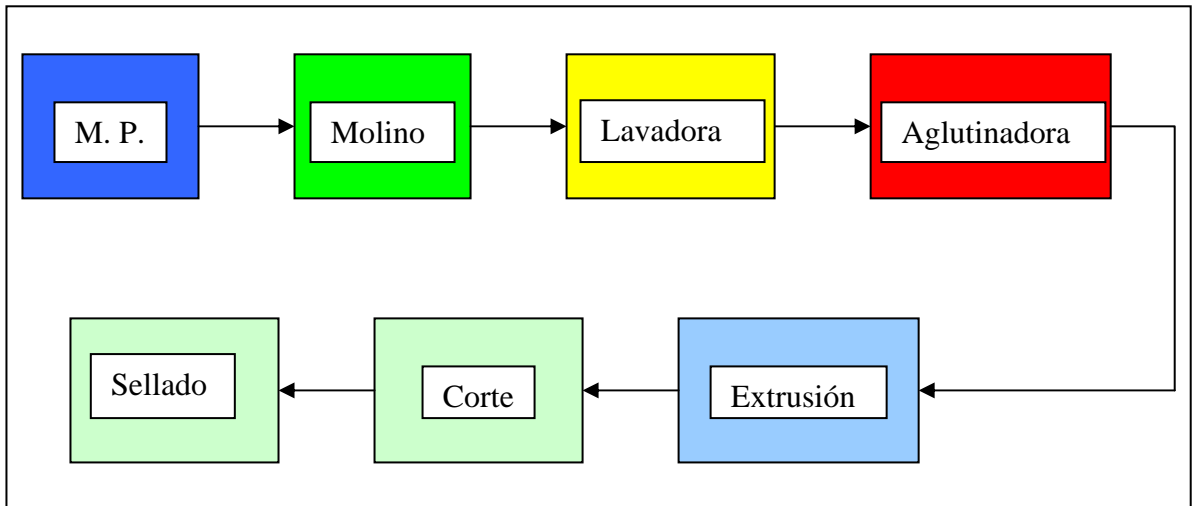 M. P.
Molino
Lavadora
Aglutinadora
Extrusión
Corte
Sellado